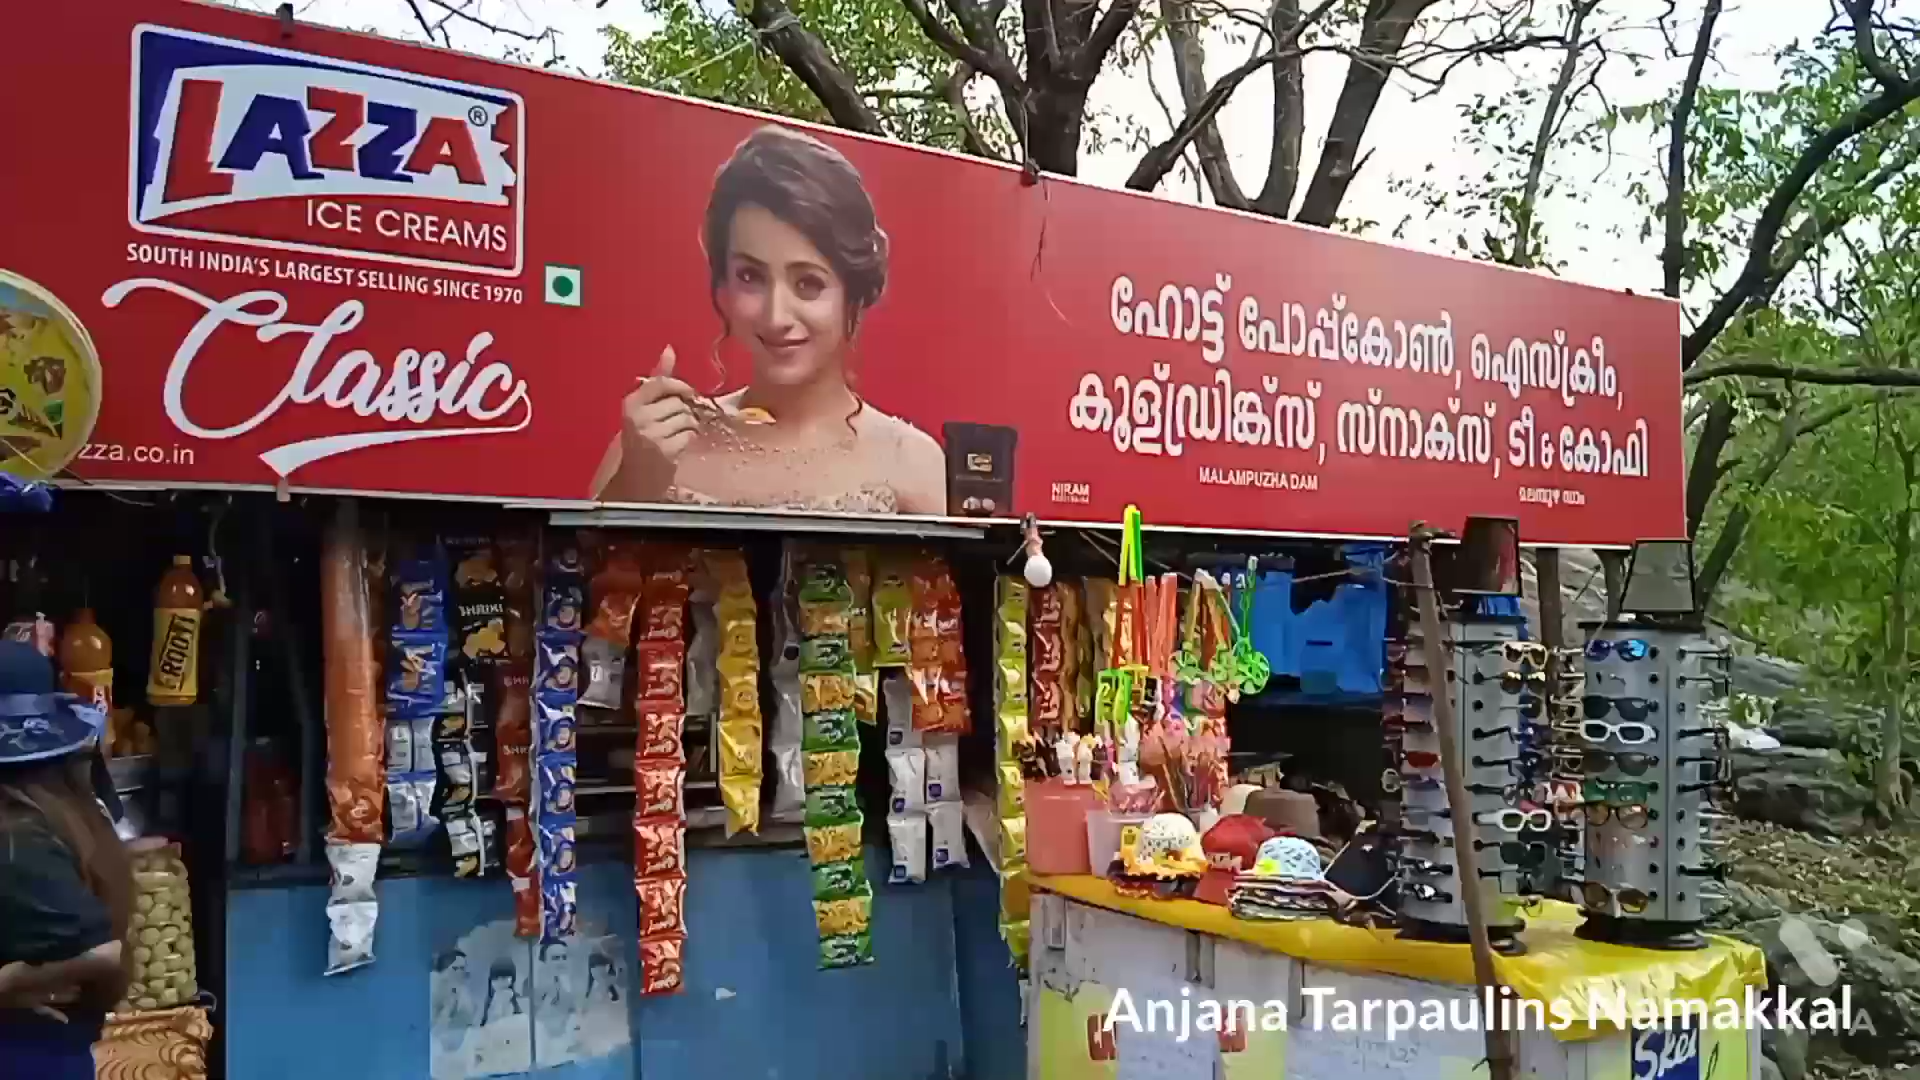 LAZZA®
ICE CREAMS
SOUTH INDIA'S LARGEST SELLING SINCE 1970
Classic
zza.co.in
ഹോട്ട് പോപ്പ്കോൺ, ഐസ്ക്രീം,
കൂള്ഡ്രിങ്ക്സ്, സ്നാക്സ്, ടീ & കോഫി
NIRAM
MALAMPUZHA DAM
മലമ്പുഴ ഡാം
FROOTI
Anjana Tarpaulins Namakkal